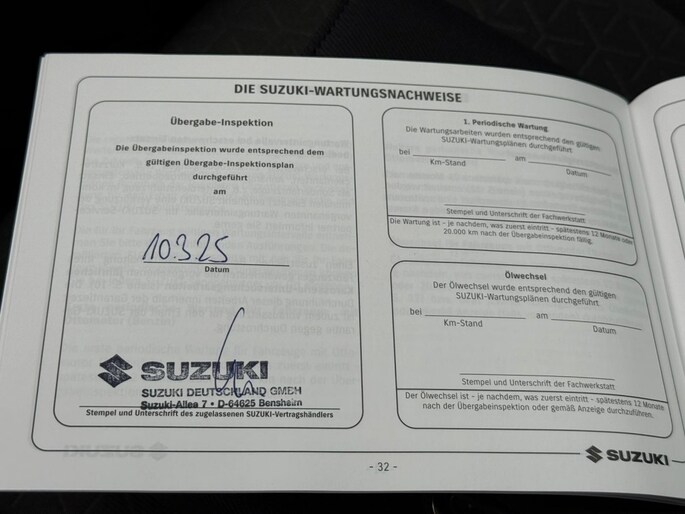 DIE SUZUKI-WARTUNGSNACHWEISE
Übergabe-Inspektion
Die Übergabeinspektion wurde entsprechend dem
gültigen Übergabe-Inspektionsplan
durchgeführt
am
10.3.25
Datum
SUZUKI
SUZUKI DEUTSCHLAND GMBH
Suzuki-Allee 7 • D-64625 Bensheim
Stempel und Unterschrift des zugelassenen SUZUKI-Vertragshändlers
1. Periodische Wartung
Die Wartungsarbeiten wurden entsprechend den gültigen
SUZUKI-Wartungsplänen durchgeführt
bei am
Km-Stand Datum
Stempel und Unterschrift der Fachwerkstatt
Die Wartung ist - je nachdem, was zuerst eintritt - spätestens 12 Monate oder
20.000 km nach der Übergabeinspektion fällig.
Ölwechsel
Der Ölwechsel wurde entsprechend den gültigen
SUZUKI-Wartungsplänen durchgeführt
bei am
Km-Stand Datum
Stempel und Unterschrift der Fachwerkstatt
Der Ölwechsel ist - je nachdem, was zuerst eintritt - spätestens 12 Monate
nach der Übergabeinspektion oder gemäß Anzeige durchzuführen.
- 32 -
SUZUKI